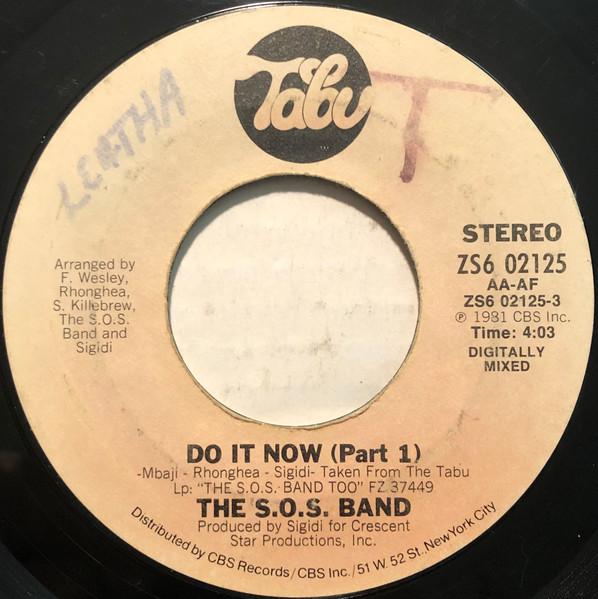 Tabu
LEATHA
T
Arranged by
F. Wesley,
Rhonghea,
S. Killebrew,
The S.O.S.
Band and
Sigidi
STEREO
ZS6 02125
AA-AF
ZS6 02125-3
℗ 1981 CBS Inc.
Time: 4:03
DIGITALLY
MIXED
DO IT NOW (Part 1)
-Mbaji - Rhonghea - Sigidi- Taken From The Tabu
Lp: "THE S.O.S. BAND TOO" FZ 37449
THE S.O.S. BAND
Produced by Sigidi for Crescent
Star Productions, Inc.
Distributed by CBS Records/CBS Inc./51 W. 52 St., New York City